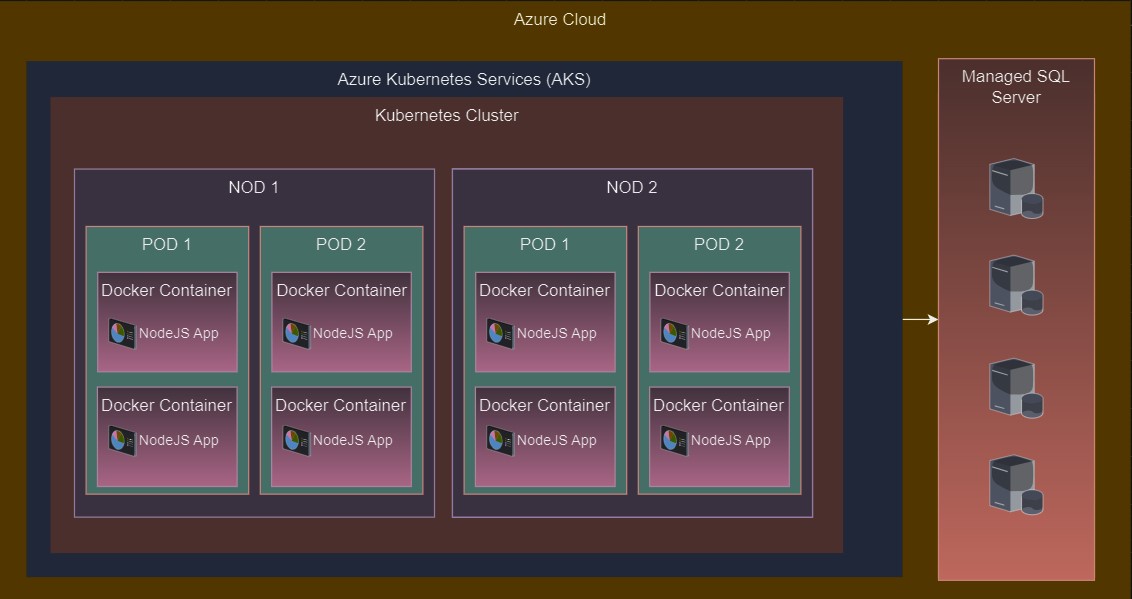 Azure Cloud
Azure Kubernetes Services (AKS)
Kubernetes Cluster
NOD 1
POD 1
Docker Container
NodeJS App
Docker Container
NodeJS App
POD 2
Docker Container
NodeJS App
Docker Container
NodeJS App
NOD 2
POD 1
Docker Container
NodeJS App
Docker Container
NodeJS App
POD 2
Docker Container
NodeJS App
Docker Container
NodeJS App
Managed SQL
Server